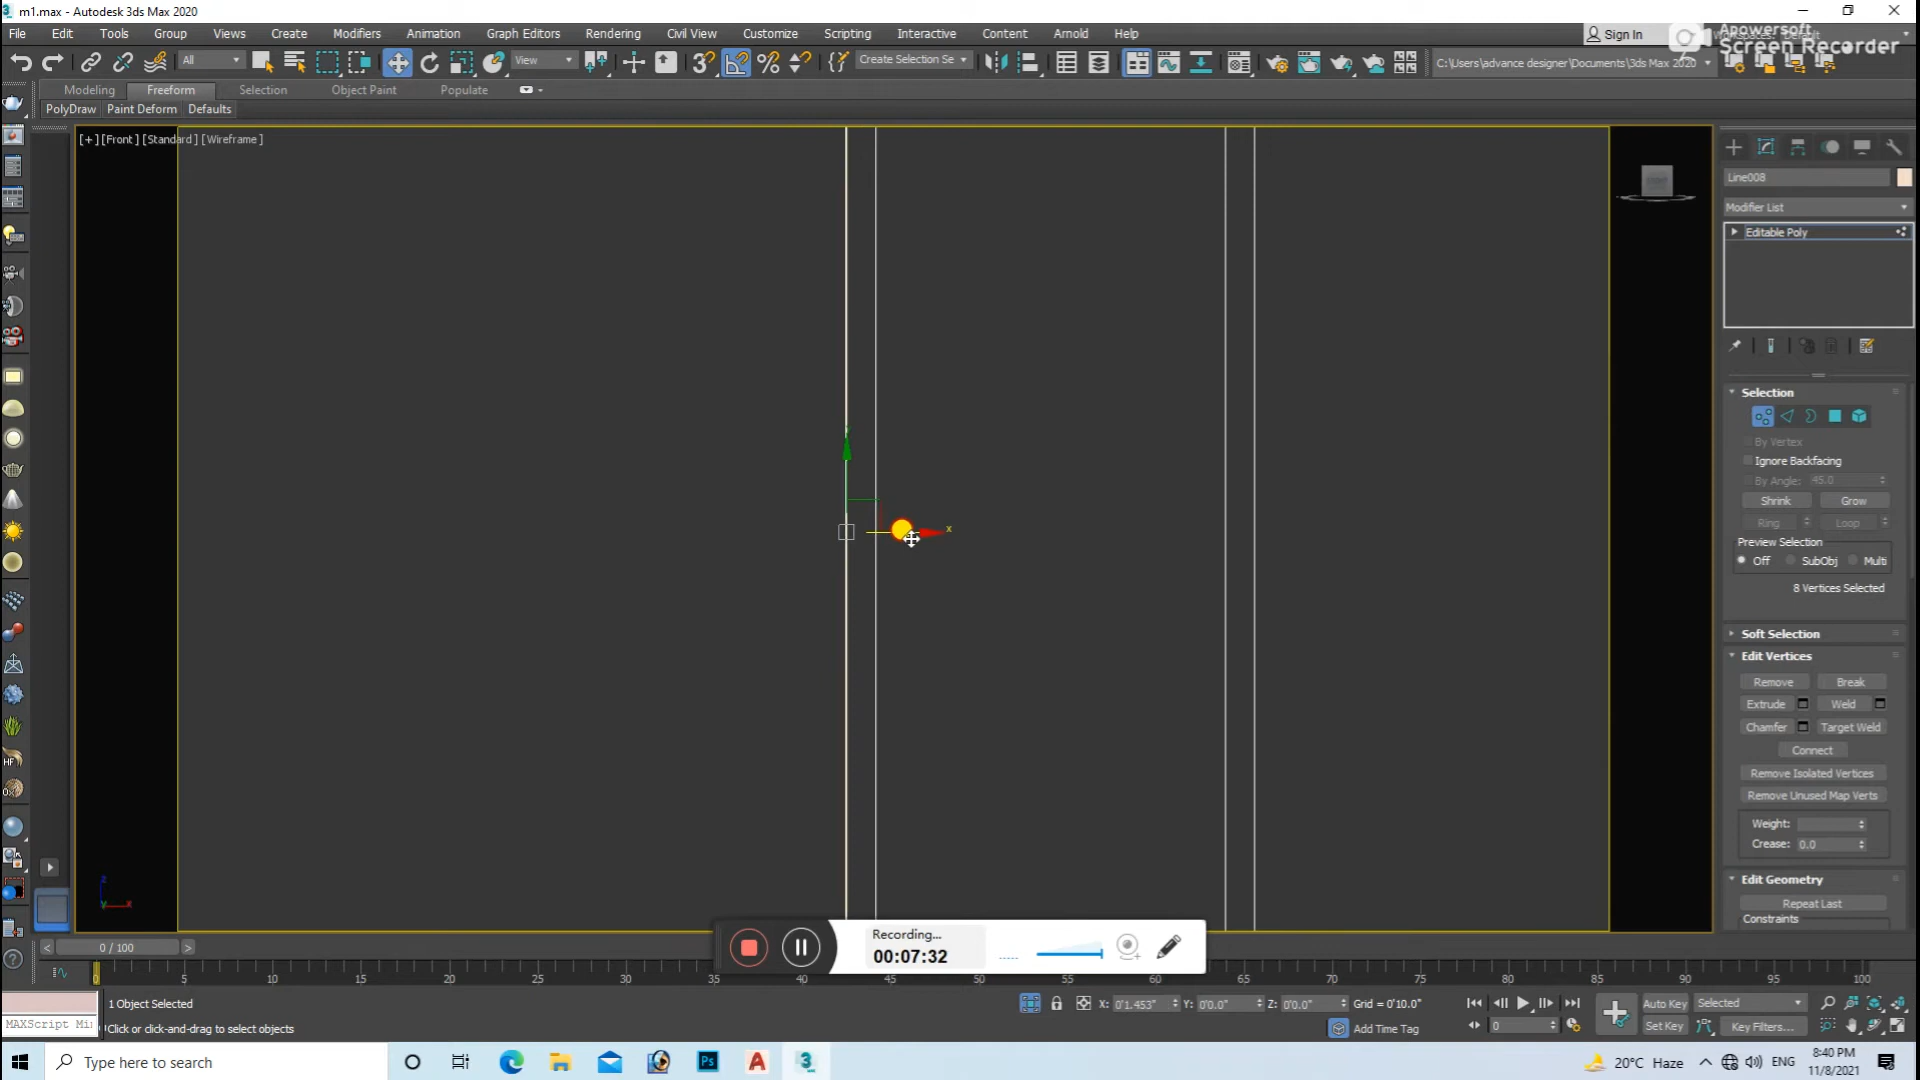 m1.max - Autodesk 3ds Max 2020
File Edit Tools Group Views Create Modifiers Animation Graph Editors Rendering Civil View Customize Scripting Interactive Content Arnold Help
Sign In
Apowersoft
Screen Recorder
All
View
Create Selection Se
C:\Users\advance designer\Documents\3ds Max 2020
Modeling Freeform Selection Object Paint Populate
PolyDraw Paint Deform Defaults
[+] [Front] [Standard] [Wireframe]
Line008
Modifier List
Editable Poly
Selection
By Vertex
Ignore Backfacing
By Angle: 45.0
Shrink Grow
Ring Loop
Preview Selection
Off SubObj Multi
8 Vertices Selected
Soft Selection
Edit Vertices
Remove Break
Extrude Weld
Chamfer Target Weld
Connect
Remove Isolated Vertices
Remove Unused Map Verts
Weight:
Crease: 0.0
Edit Geometry
Repeat Last
Constraints
x
z
x
y
HF
Recording...
00:07:32
< 0 / 100 >
0 5 10 15 20 25 30 35 40 45 50 55 60 65 70 75 80 85 90 95 100
1 Object Selected
X: 0'1.453" Y: 0'0.0" Z: 0'0.0" Grid = 0'10.0"
Auto Key Selected
MAXScript Mi
Click or click-and-drag to select objects
Add Time Tag
0
Set Key Key Filters...
Type here to search
Ps
A
3
20°C Haze
ENG
8:40 PM
11/8/2021